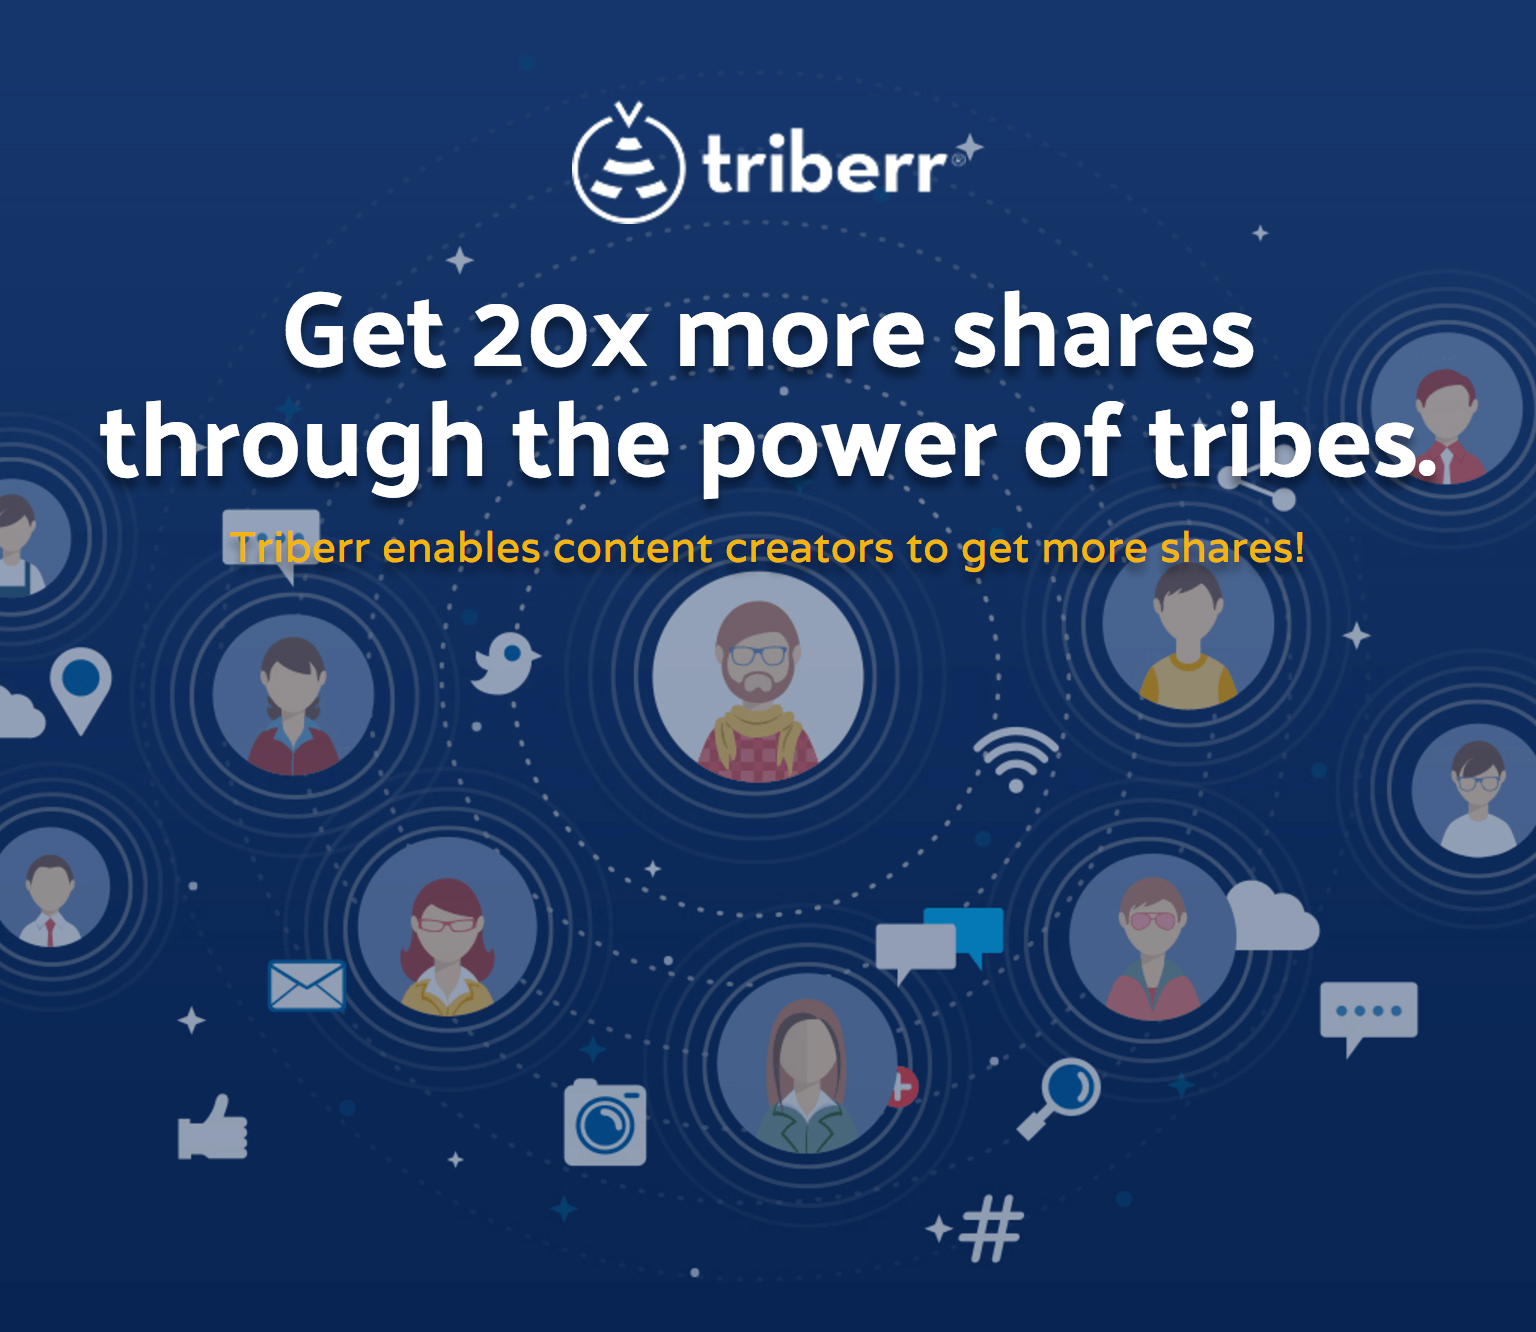 triberr®
Get 20x more shares
through the power of tribes.
Triberr enables content creators to get more shares!